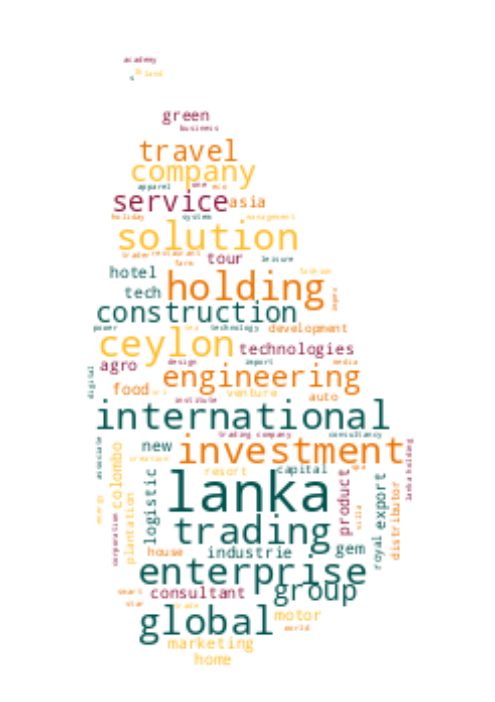 academy
land
green
business
travel
company
apparel one eco
service asia
holiday system management
solution
trader restaurant tour leisure
farm
hotel fashion
tech holding
construction
power tea technology development
ceylon technologies
agro design import media
engineering
digital food venture auto
institute
international
trading company consultancy
new investment
associate creation spa lanka holding
colombo resort capital
logistic lanka product export
plantation villa distributor
energy trading
corporation royal
house industrie gem
enterprise
smart consultant group
star trade
global motor
world
marketing
home